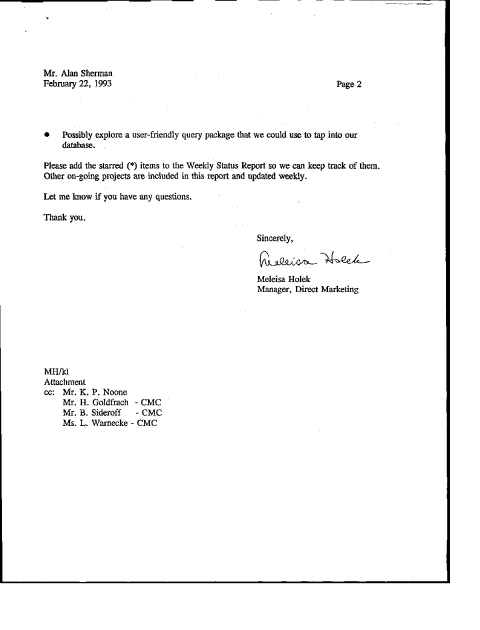 Mr. Alan Sherman
February 22, 1993 Page 2
● Possibly explore a user-friendly query package that we could use to tap into our
database.
Please add the starred (*) items to the Weekly Status Report so we can keep track of them.
Other on-going projects are included in this report and updated weekly.
Let me know if you have any questions.
Thank you.
Sincerely,
Meleisa Holek
Meleisa Holek
Manager, Direct Marketing
MH/ki
Attachment
cc: Mr. K. P. Noone
Mr. H. Goldfrach - CMC
Mr. B. Sideroff - CMC
Ms. L. Warnecke - CMC